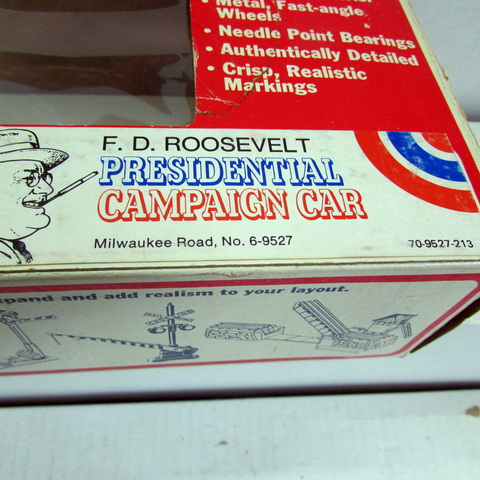 • Metal, Fast-angle
Wheels
• Needle Point Bearings
• Authentically Detailed
• Crisp, Realistic
Markings
F. D. ROOSEVELT
PRESIDENTIAL
CAMPAIGN CAR
Milwaukee Road, No. 6-9527
70-9527-213
and add realism to your layout.